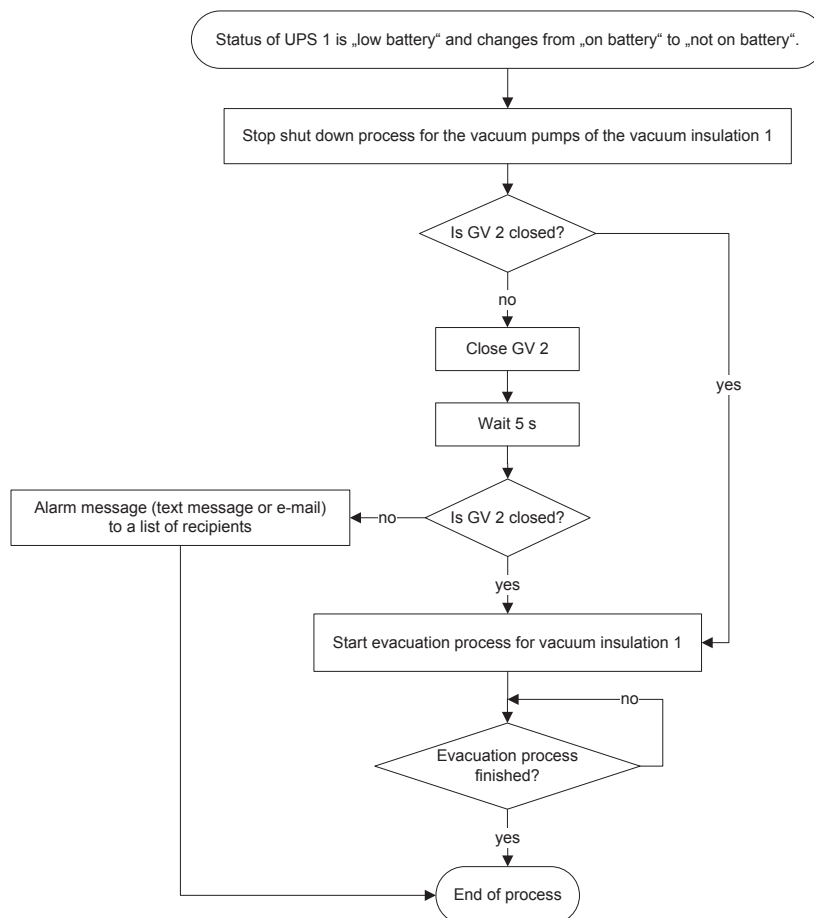 Status of UPS 1 is „low battery“ and changes from „on battery“ to „not on battery“.
Stop shut down process for the vacuum pumps of the vacuum insulation 1
Is GV 2 closed?
no
yes
Close GV 2
Wait 5 s
Is GV 2 closed?
no
Alarm message (text message or e-mail)
to a list of recipients
yes
Start evacuation process for vacuum insulation 1
no
Evacuation process
finished?
yes
End of process